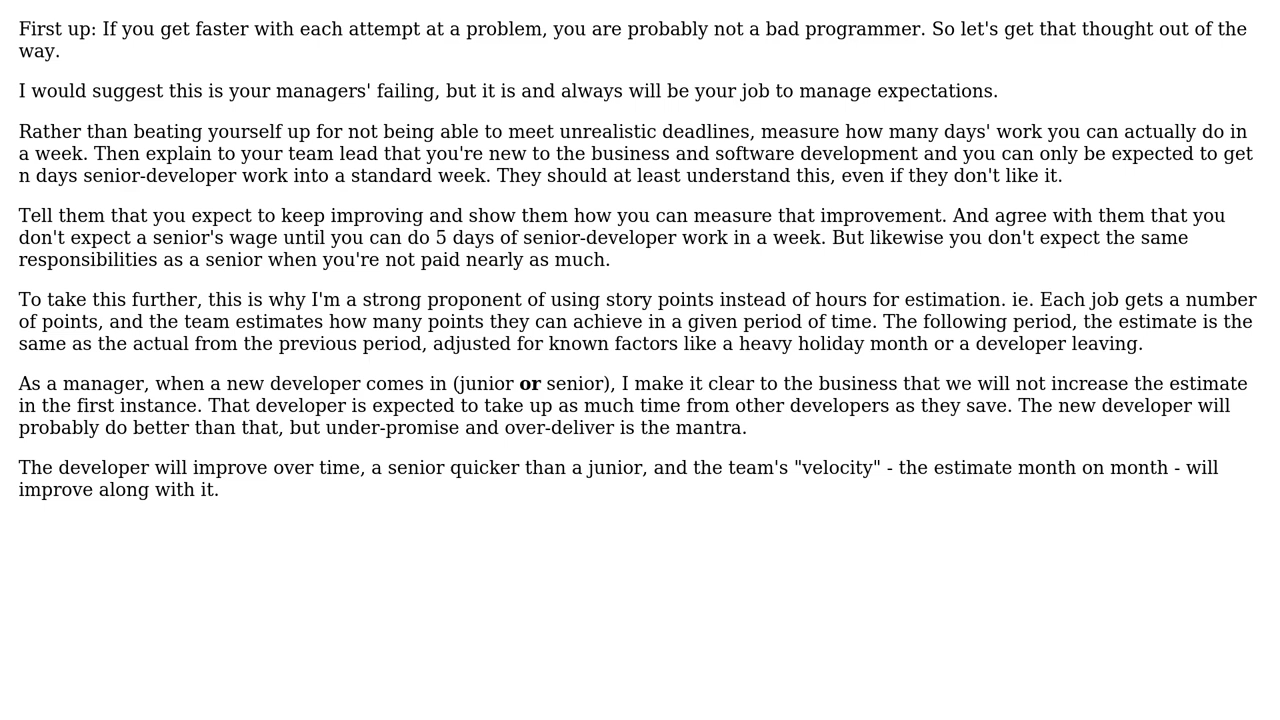 First up: If you get faster with each attempt at a problem, you are probably not a bad programmer. So let's get that thought out of the
way.
I would suggest this is your managers' failing, but it is and always will be your job to manage expectations.
Rather than beating yourself up for not being able to meet unrealistic deadlines, measure how many days' work you can actually do in
a week. Then explain to your team lead that you're new to the business and software development and you can only be expected to get
n days senior-developer work into a standard week. They should at least understand this, even if they don't like it.
Tell them that you expect to keep improving and show them how you can measure that improvement. And agree with them that you
don't expect a senior's wage until you can do 5 days of senior-developer work in a week. But likewise you don't expect the same
responsibilities as a senior when you're not paid nearly as much.
To take this further, this is why I'm a strong proponent of using story points instead of hours for estimation. ie. Each job gets a number
of points, and the team estimates how many points they can achieve in a given period of time. The following period, the estimate is the
same as the actual from the previous period, adjusted for known factors like a heavy holiday month or a developer leaving.
As a manager, when a new developer comes in (junior or senior), I make it clear to the business that we will not increase the estimate
in the first instance. That developer is expected to take up as much time from other developers as they save. The new developer will
probably do better than that, but under-promise and over-deliver is the mantra.
The developer will improve over time, a senior quicker than a junior, and the team's "velocity" - the estimate month on month - will
improve along with it.